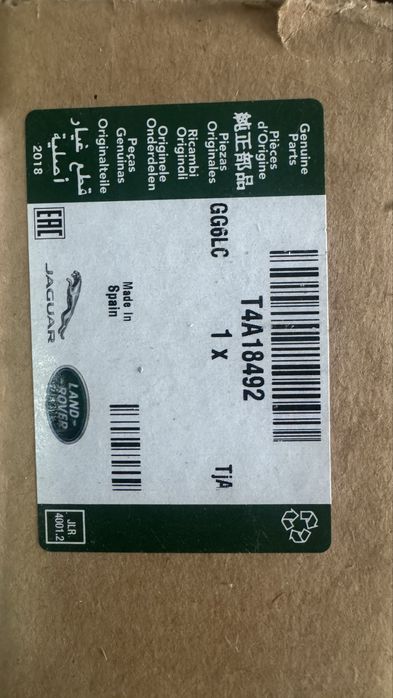 Genuine
Parts
Pièces
d'Origine
純正部品
Piezas
Originales
Ricambi
Originali
Originele
Onderdelen
Peças
Genuínas
Originalteile
قطع غيار
أصلية
2018
GG6LC
T4A18492
1 X
TjA
Made In
Spain
EAC
JAGUAR
LAND-
ROVER
JLR
4001.2